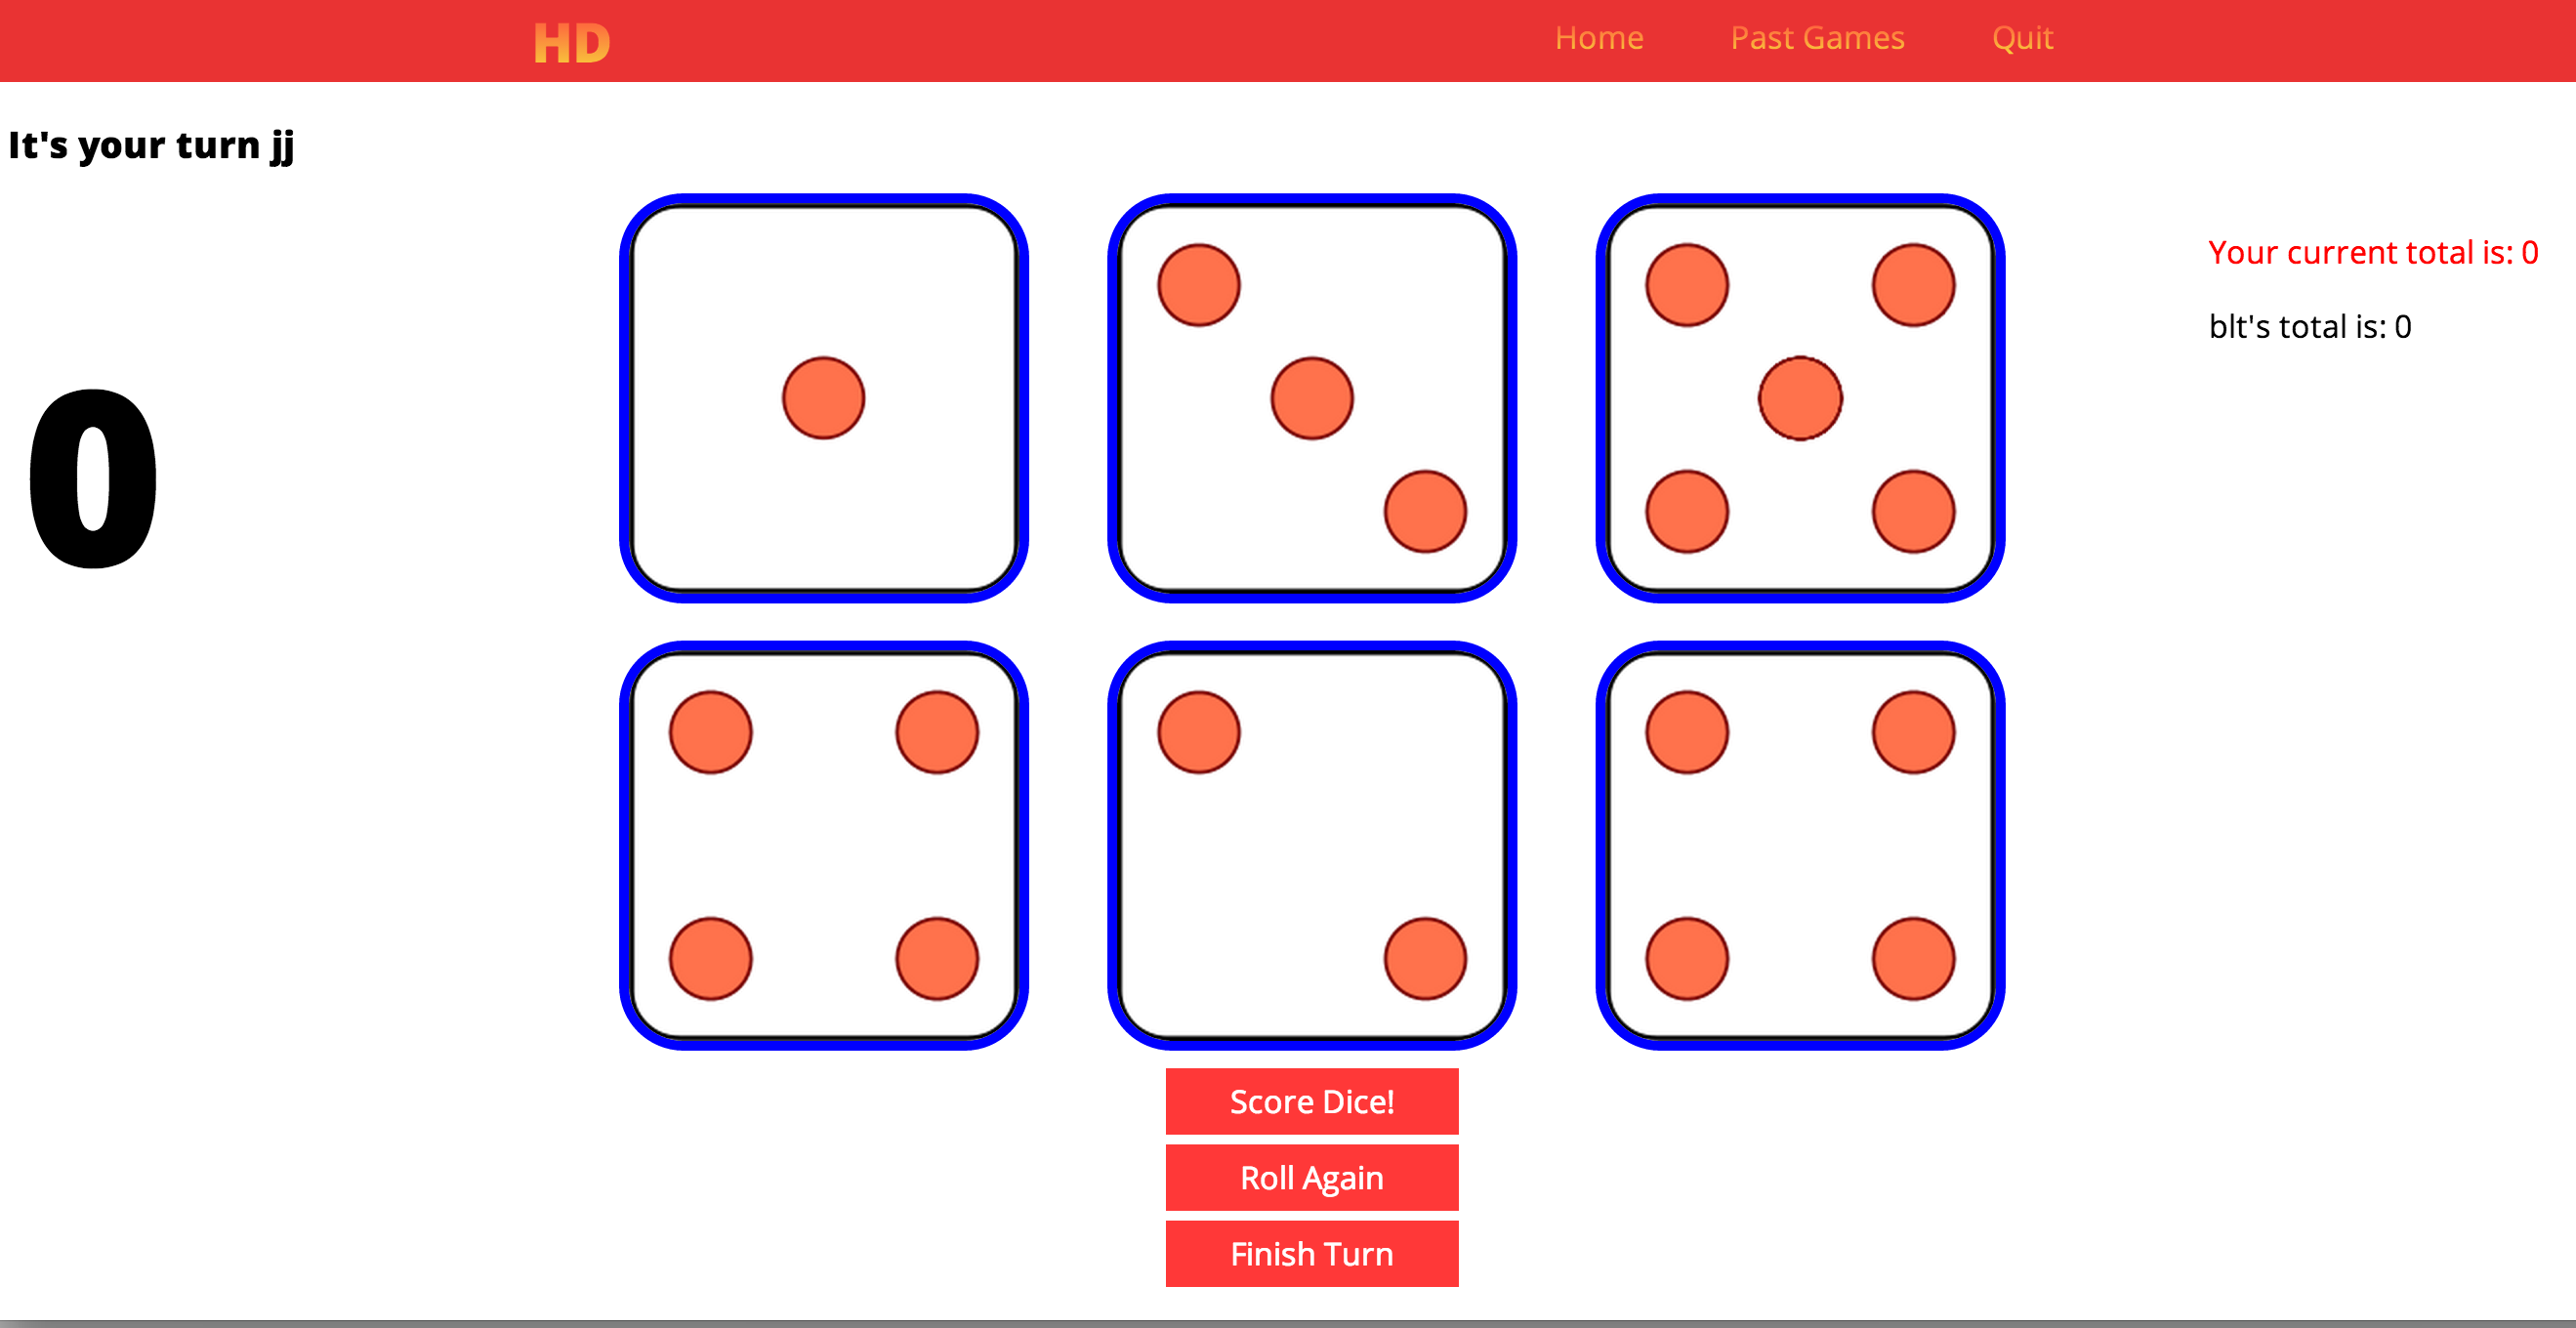 HD
Home Past Games Quit
It's your turn jj
0
Your current total is: 0
blt's total is: 0
Score Dice!
Roll Again
Finish Turn